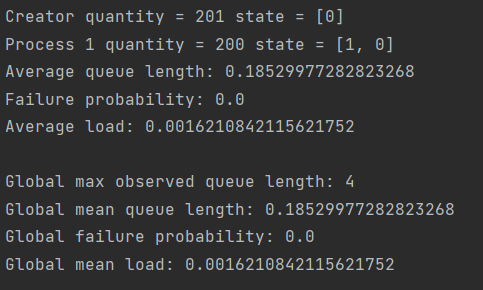 Creator quantity = 201 state = [0]
Process 1 quantity = 200 state = [1, 0]
Average queue length: 0.18529977282823268
Failure probability: 0.0
Average load: 0.0016210842115621752
Global max observed queue length: 4
Global mean queue length: 0.18529977282823268
Global failure probability: 0.0
Global mean load: 0.0016210842115621752